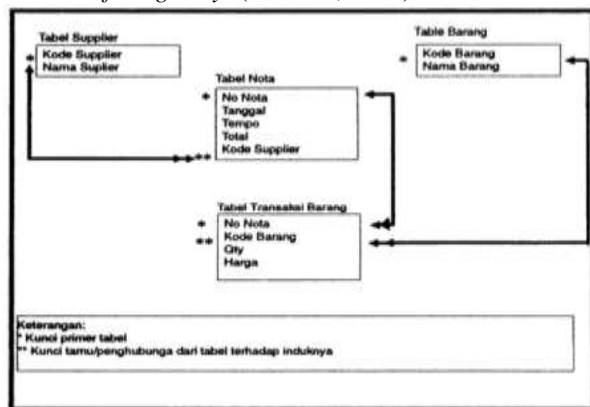 Tabel Supplier
* Kode Supplier
Nama Suplier
Table Barang
* Kode Barang
Nama Barang
Tabel Nota
* No Nota
Tanggal
Tempo
Total
** Kode Supplier
Tabel Transaksi Barang
* No Nota
** Kode Barang
Qty
Harga
Keterangan:
* Kunci primer tabel
** Kunci tamu/penghubunga dari tabel terhadap induknya